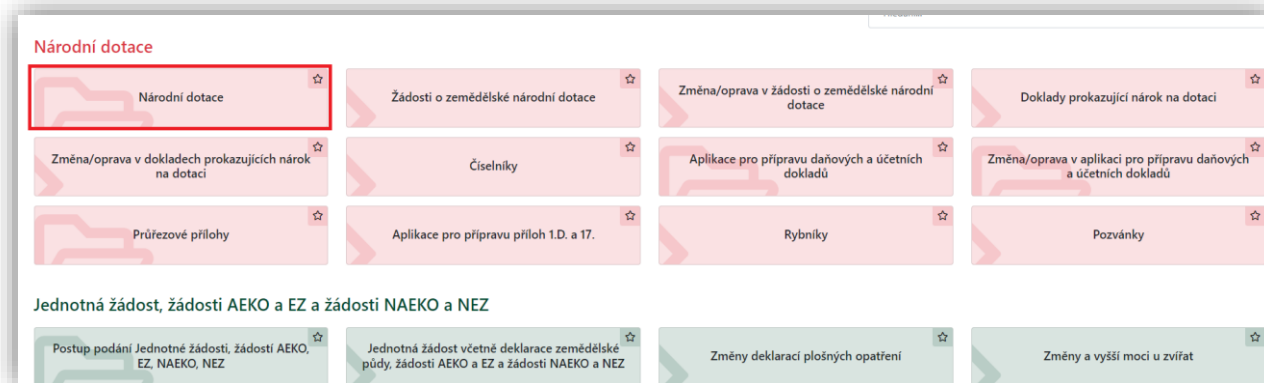 Národní dotace
Národní dotace
Žádosti o zemědělské národní dotace
Změna/oprava v žádosti o zemědělské národní
dotace
Doklady prokazující nárok na dotaci
Změna/oprava v dokladech prokazujících nárok
na dotaci
Číselníky
Aplikace pro přípravu daňových a účetních
dokladů
Změna/oprava v aplikaci pro přípravu daňových
a účetních dokladů
Průřezové přílohy
Aplikace pro přípravu příloh 1.D. a 17.
Rybníky
Pozvánky
Jednotná žádost, žádosti AEKO a EZ a žádosti NAEKO a NEZ
Postup podání Jednotné žádosti, žádostí AEKO,
EZ, NAEKO, NEZ
Jednotná žádost včetně deklarace zemědělské
půdy, žádosti AEKO a EZ a žádosti NAEKO a NEZ
Změny deklarací plošných opatření
Změny a vyšší moci u zvířat